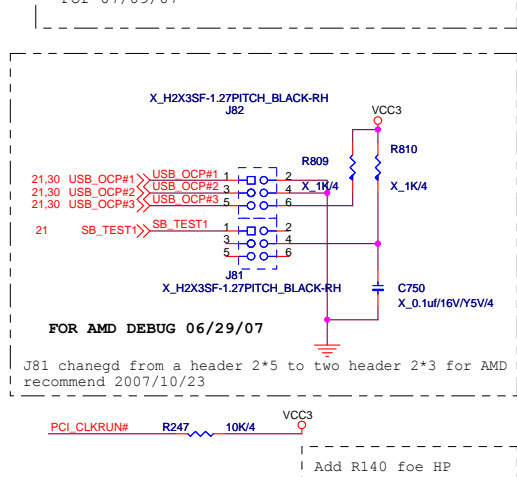 X_H2X3SF-1.27PITCH_BLACK-RH
J82
VCC3
R809
R810
X_1K/4
X_1K/4
21,30 USB_OCP#1 USB_OCP#1 1 2
21,30 USB_OCP#2 USB_OCP#2 3 4
21,30 USB_OCP#3 USB_OCP#3 5 6
21 SB_TEST1 SB_TEST1 1 2
3 4
5 6
J81
X_H2X3SF-1.27PITCH_BLACK-RH
C750
X_0.1uf/16V/Y5V/4
FOR AMD DEBUG 06/29/07
J81 chanegd from a header 2*5 to two header 2*3 for AMD
recommend 2007/10/23
PCI_CLKRUN# R247 10K/4 VCC3
Add R140 foe HP